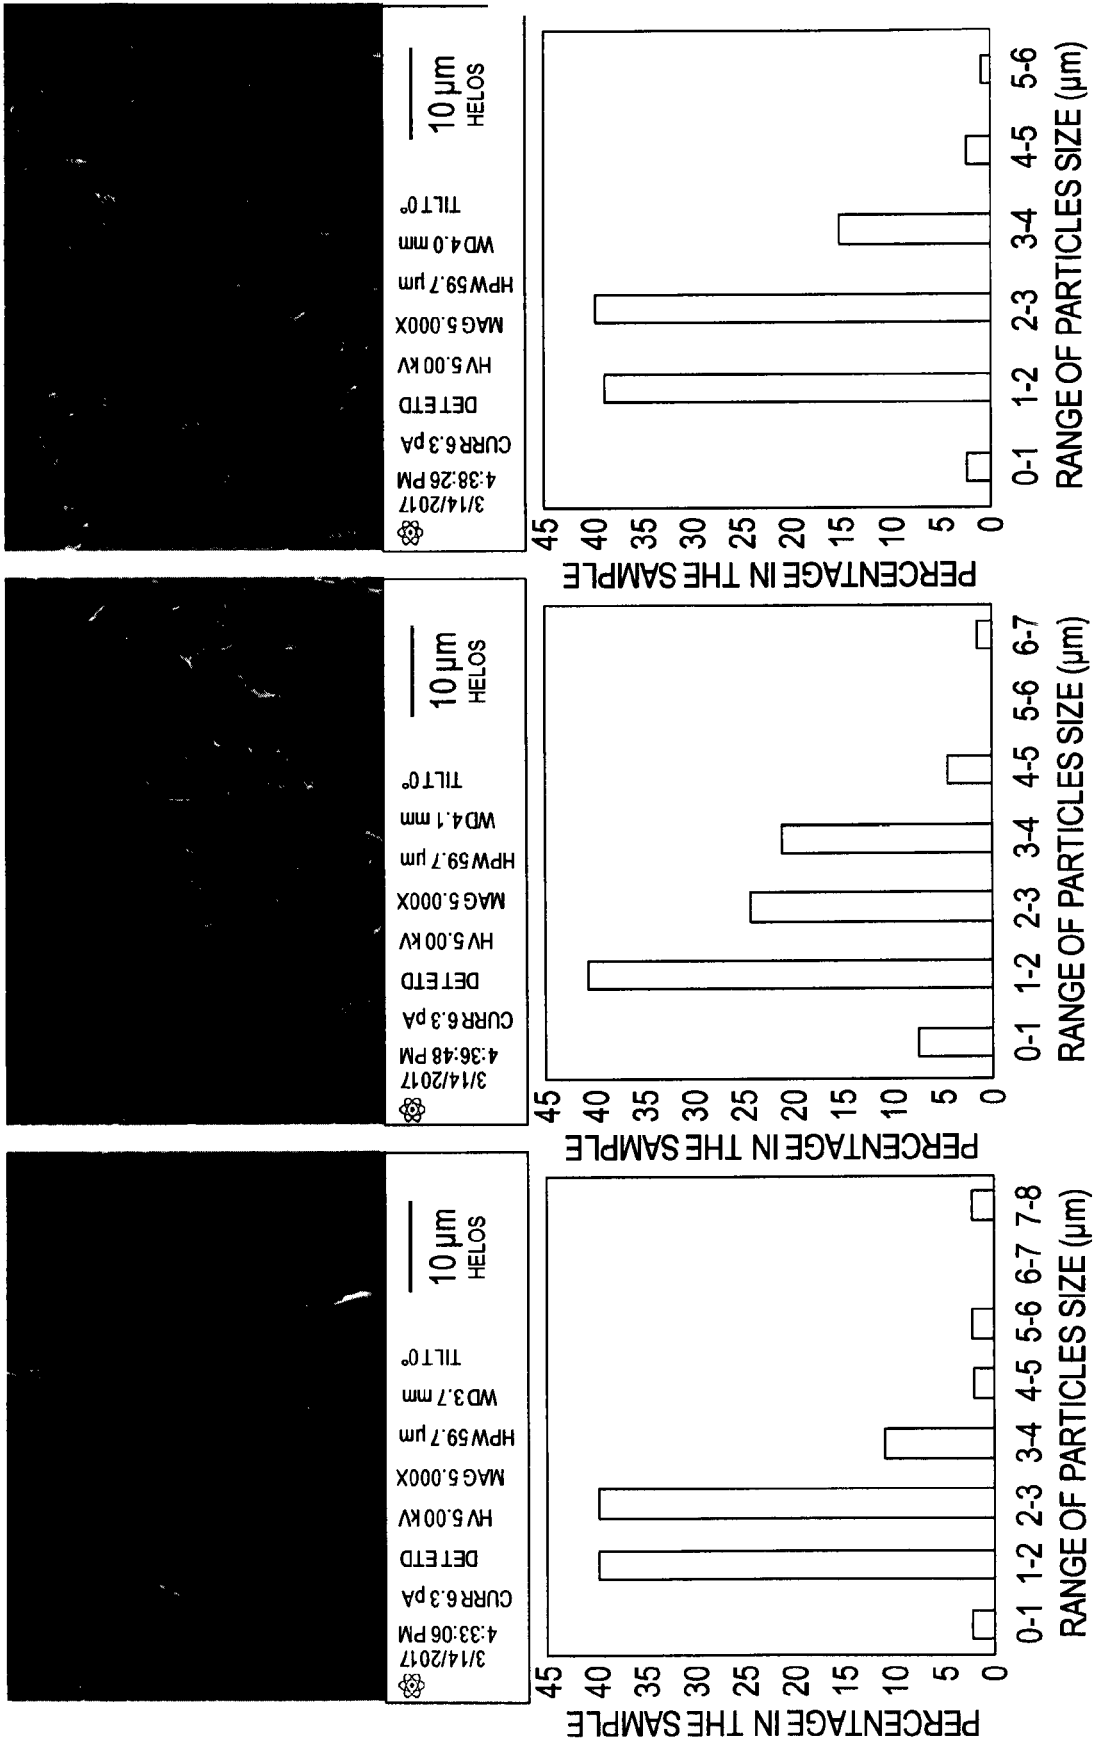 3/14/2017
4:33:06 PM
CURR 6.3 pA
DET ETD
HV 5.00 kV
MAG 5.000X
HPW 59.7 µm
WD 3.7 mm
TILT 0°
10 µm
HELOS
PERCENTAGE IN THE SAMPLE
45
40
35
30
25
20
15
10
5
0
0-1 1-2 2-3 3-4 4-5 5-6 6-7 7-8
RANGE OF PARTICLES SIZE (µm)
3/14/2017
4:36:48 PM
CURR 6.3 pA
DET ETD
HV 5.00 kV
MAG 5.000X
HPW 59.7 µm
WD 4.1 mm
TILT 0°
10 µm
HELOS
PERCENTAGE IN THE SAMPLE
45
40
35
30
25
20
15
10
5
0
0-1 1-2 2-3 3-4 4-5 5-6 6-7
RANGE OF PARTICLES SIZE (µm)
3/14/2017
4:38:26 PM
CURR 6.3 pA
DET ETD
HV 5.00 kV
MAG 5.000X
HPW 59.7 µm
WD 4.0 mm
TILT 0°
10 µm
HELOS
PERCENTAGE IN THE SAMPLE
45
40
35
30
25
20
15
10
5
0
0-1 1-2 2-3 3-4 4-5 5-6
RANGE OF PARTICLES SIZE (µm)